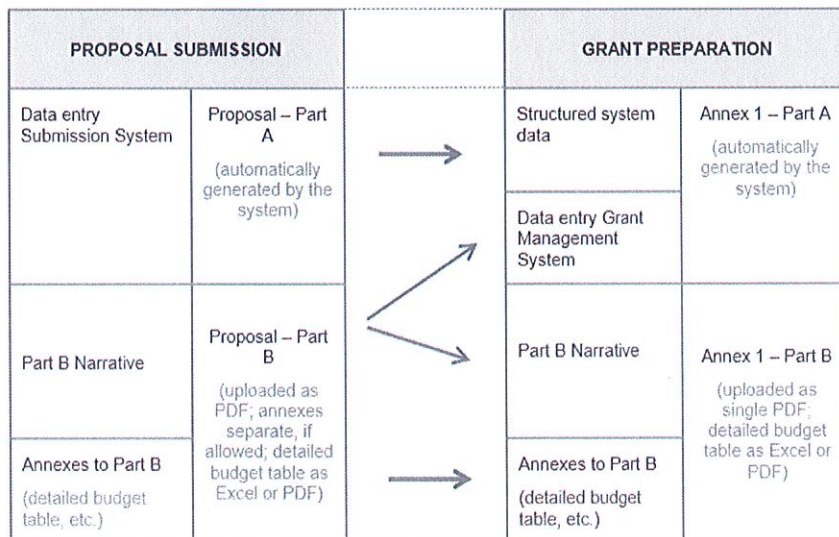 PROPOSAL SUBMISSION
GRANT PREPARATION
Data entry
Submission System
Proposal – Part
A
(automatically
generated by the
system)
Structured system
data
Annex 1 – Part A
(automatically
generated by the
system)
Data entry Grant
Management
System
Part B Narrative
Proposal – Part
B
(uploaded as
PDF; annexes
separate, if
allowed; detailed
budget table as
Excel or PDF)
Part B Narrative
Annex 1 – Part B
(uploaded as
single PDF;
detailed budget
table as Excel or
PDF)
Annexes to Part B
(detailed budget
table, etc.)
Annexes to Part B
(detailed budget
table, etc.)